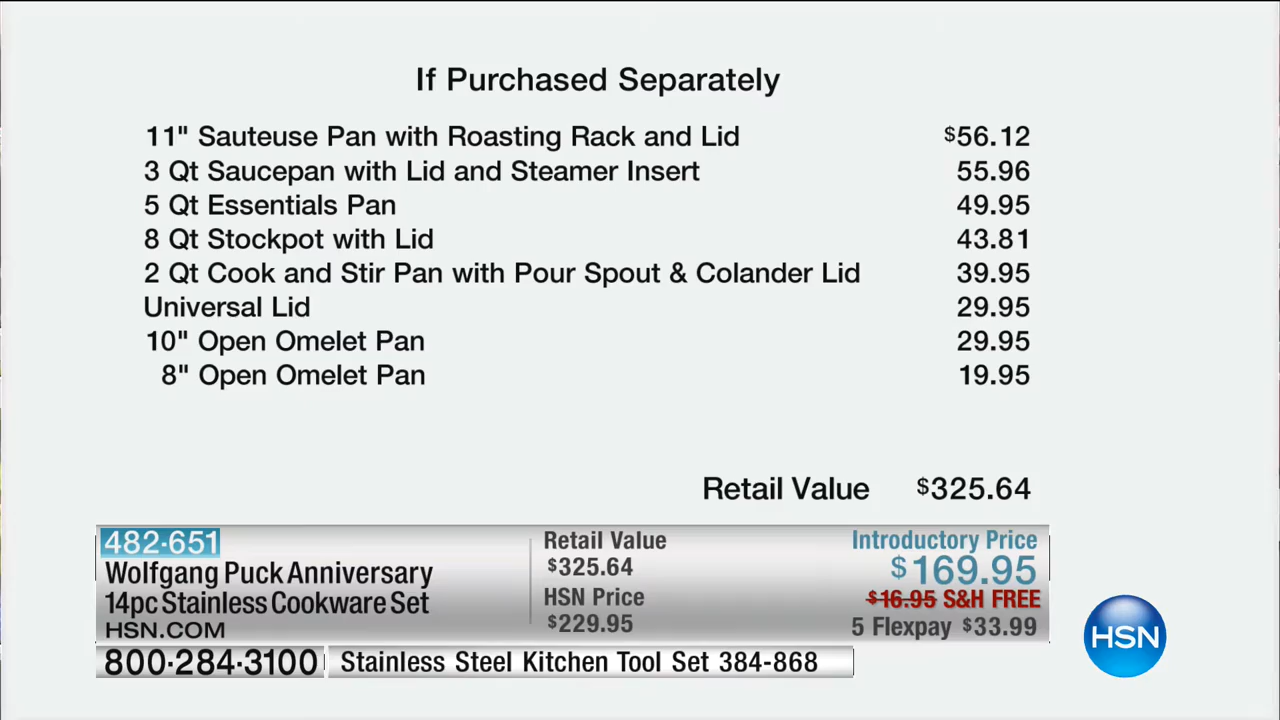 If Purchased Separately
11" Sauteuse Pan with Roasting Rack and Lid $56.12
3 Qt Saucepan with Lid and Steamer Insert 55.96
5 Qt Essentials Pan 49.95
8 Qt Stockpot with Lid 43.81
2 Qt Cook and Stir Pan with Pour Spout & Colander Lid 39.95
Universal Lid 29.95
10" Open Omelet Pan 29.95
8" Open Omelet Pan 19.95
Retail Value $325.64
482-651
Wolfgang Puck Anniversary
14pc Stainless Cookware Set
HSN.COM
Retail Value
$325.64
HSN Price
$229.95
Introductory Price
$169.95
$16.95 S&H FREE
5 Flexpay $33.99
HSN
800·284·3100
Stainless Steel Kitchen Tool Set 384-868